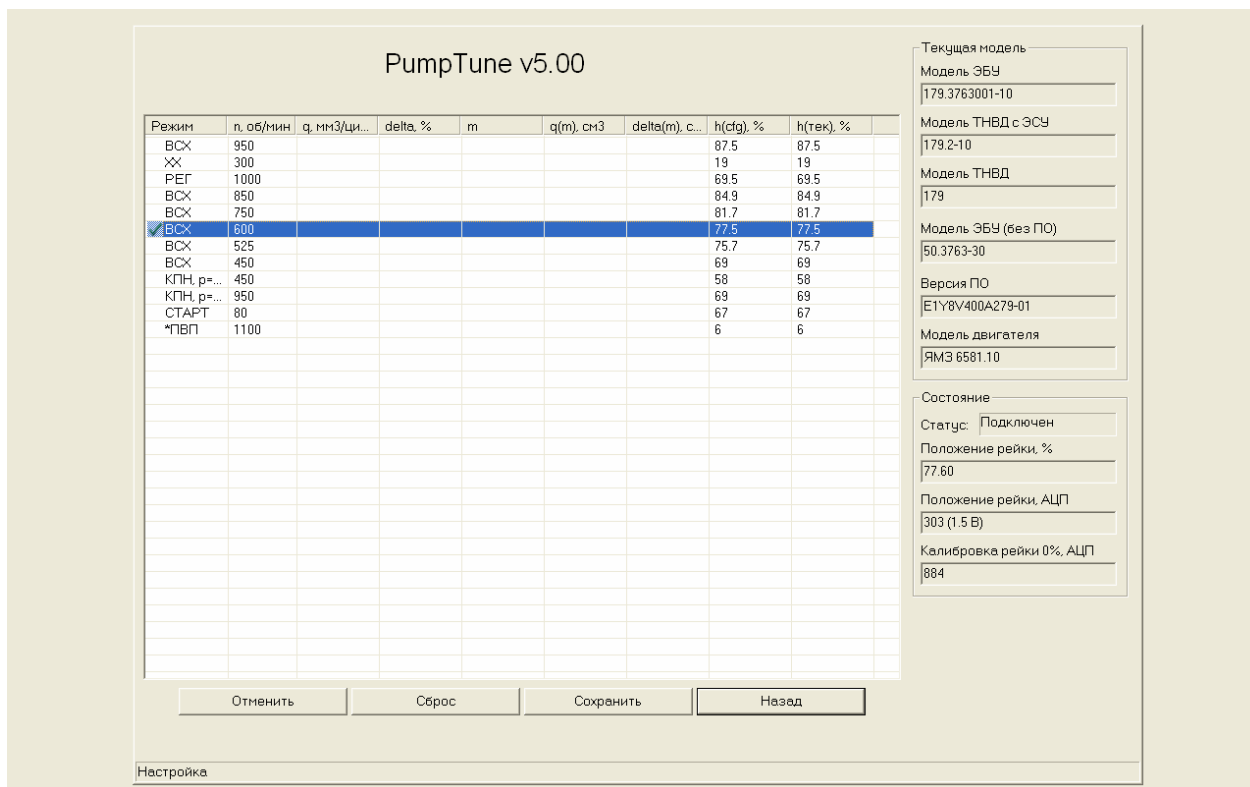 PumpTune v5.00
Режим n, об/мин q, мм3/ци... delta, % m q(m), см3 delta(m), с... h(cfg), % h(тек), %
ВСХ 950 87.5 87.5
ХХ 300 19 19
РЕГ 1000 69.5 69.5
ВСХ 850 84.9 84.9
ВСХ 750 81.7 81.7
ВСХ 600 77.5 77.5
ВСХ 525 75.7 75.7
ВСХ 450 69 69
КПН, р=... 450 58 58
КПН, р=... 950 69 69
СТАРТ 80 67 67
*ПВП 1100 6 6
Отменить Сброс Сохранить Назад
Настройка
Текущая модель
Модель ЭБУ
179.3763001-10
Модель ТНВД с ЭСУ
179.2-10
Модель ТНВД
179
Модель ЭБУ (без ПО)
50.3763-30
Версия ПО
E1Y8V400A279-01
Модель двигателя
ЯМЗ 6581.10
Состояние
Статус: Подключен
Положение рейки, %
77.60
Положение рейки, АЦП
303 (1.5 В)
Калибровка рейки 0%, АЦП
884